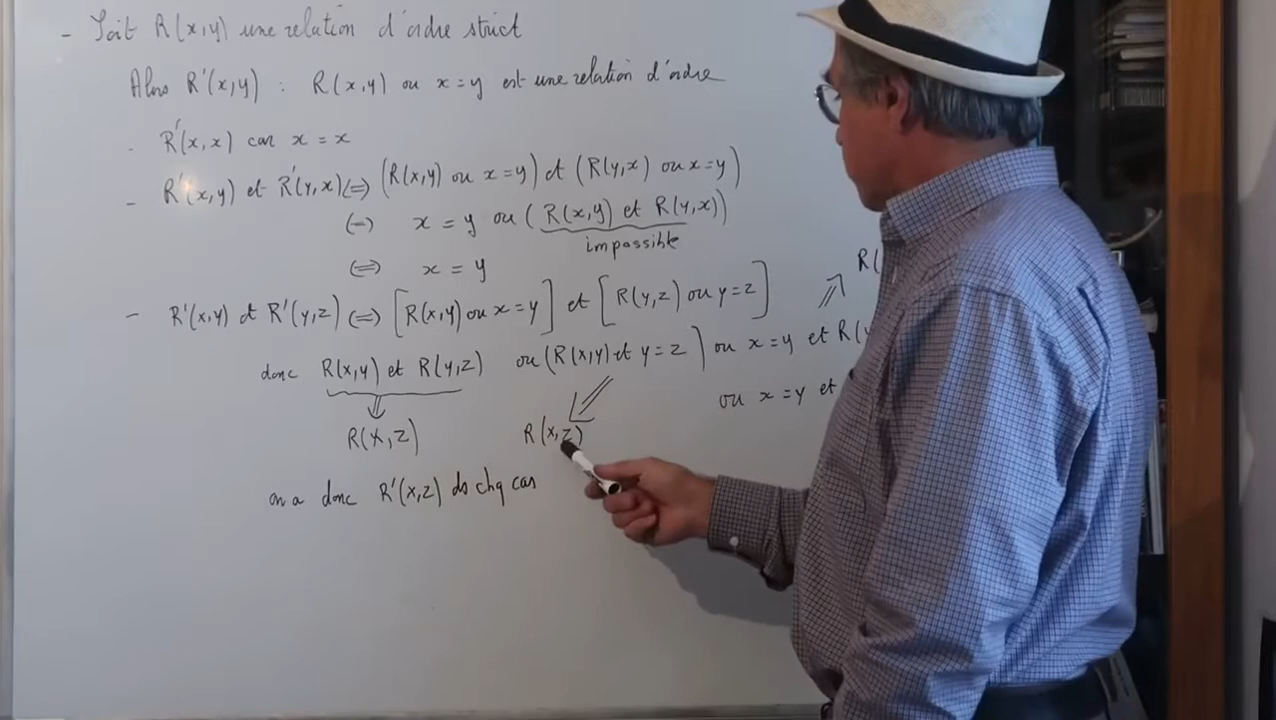 - Soit R(x,y) une relation d'ordre strict
Alors R'(x,y) : R(x,y) ou x=y est une relation d'ordre
. R'(x,x) car x = x
- R'(x,y) et R'(y,x) <=> (R(x,y) ou x=y) et (R(y,x) ou x=y)
<=> x = y ou (R(x,y) et R(y,x))
impossible
<=> x = y
- R'(x,y) et R'(y,z) <=> [R(x,y) ou x=y] et [R(y,z) ou y=z]
R(
donc R(x,y) et R(y,z) ou (R(x,y) et y=z) ou x=y et R(y
ou x=y et
R(x,z) R(x,z)
on a donc R'(x,z) ds chq cas